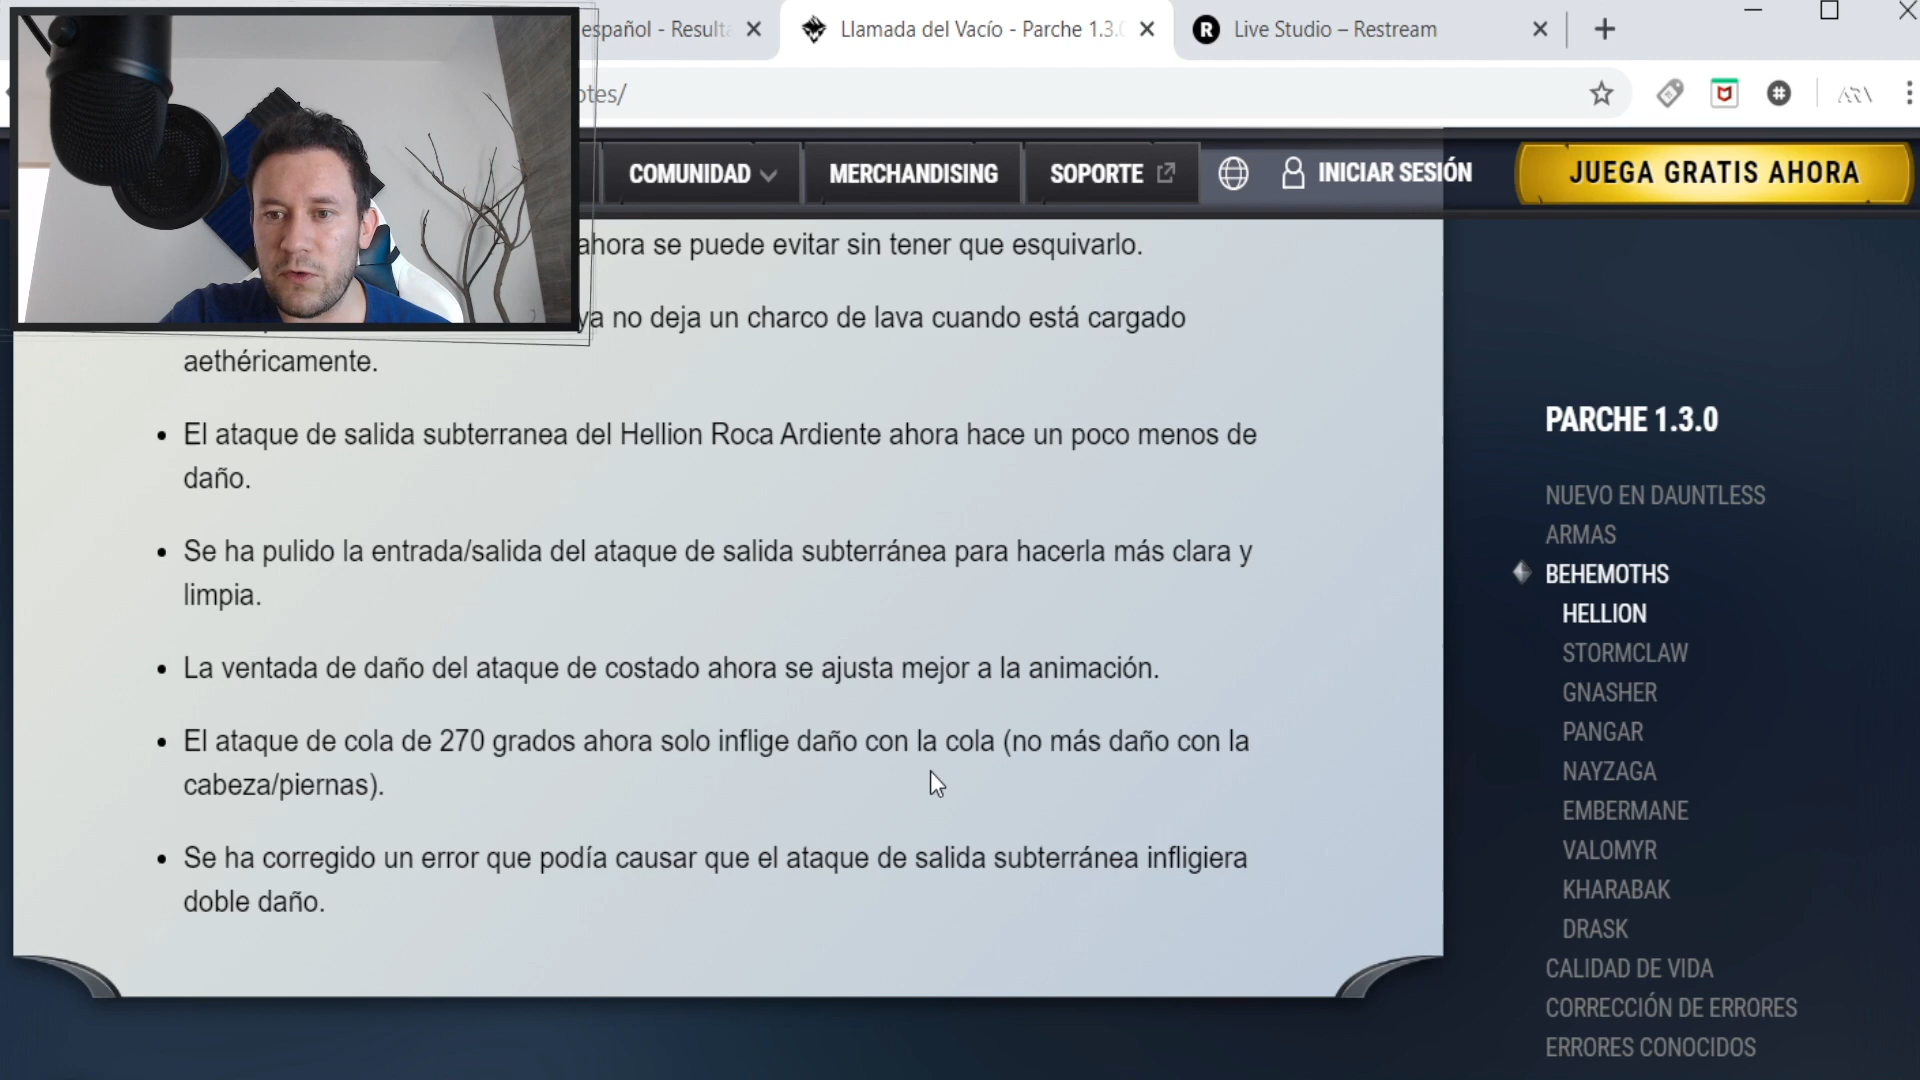 español - Result
Llamada del Vacío - Parche 1.3.0
Live Studio – Restream
otes/
COMUNIDAD
MERCHANDISING
SOPORTE
INICIAR SESIÓN
JUEGA GRATIS AHORA
ahora se puede evitar sin tener que esquivarlo.
ya no deja un charco de lava cuando está cargado
aethéricamente.
• El ataque de salida subterranea del Hellion Roca Ardiente ahora hace un poco menos de
daño.
• Se ha pulido la entrada/salida del ataque de salida subterránea para hacerla más clara y
limpia.
• La ventada de daño del ataque de costado ahora se ajusta mejor a la animación.
• El ataque de cola de 270 grados ahora solo inflige daño con la cola (no más daño con la
cabeza/piernas).
• Se ha corregido un error que podía causar que el ataque de salida subterránea infligiera
doble daño.
PARCHE 1.3.0
NUEVO EN DAUNTLESS
ARMAS
BEHEMOTHS
HELLION
STORMCLAW
GNASHER
PANGAR
NAYZAGA
EMBERMANE
VALOMYR
KHARABAK
DRASK
CALIDAD DE VIDA
CORRECCIÓN DE ERRORES
ERRORES CONOCIDOS